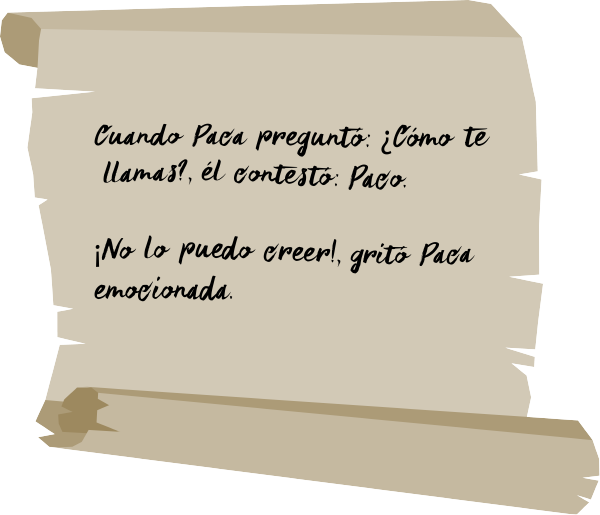 Cuando Paca preguntó: ¿Cómo te
llamas?, él contestó: Paco.
¡No lo puedo creer!, gritó Paca
emocionada.